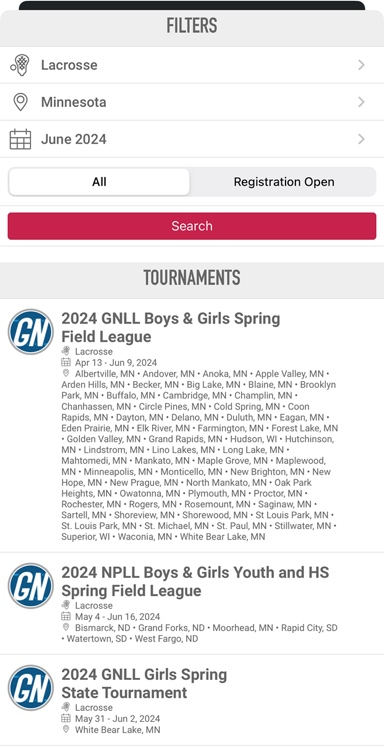 FILTERS
Lacrosse
Minnesota
June 2024
All
Registration Open
Search
TOURNAMENTS
GN
2024 GNLL Boys & Girls Spring
Field League
Lacrosse
Apr 13 - Jun 9, 2024
Albertville, MN • Andover, MN • Anoka, MN • Apple Valley, MN •
Arden Hills, MN • Becker, MN • Big Lake, MN • Blaine, MN • Brooklyn
Park, MN • Buffalo, MN • Cambridge, MN • Champlin, MN •
Chanhassen, MN • Circle Pines, MN • Cold Spring, MN • Coon
Rapids, MN • Dayton, MN • Delano, MN • Duluth, MN • Eagan, MN •
Eden Prairie, MN • Elk River, MN • Farmington, MN • Forest Lake, MN
• Golden Valley, MN • Grand Rapids, MN • Hudson, WI • Hutchinson,
MN • Lindstrom, MN • Lino Lakes, MN • Long Lake, MN •
Mahtomedi, MN • Mankato, MN • Maple Grove, MN • Maplewood,
MN • Minneapolis, MN • Monticello, MN • New Brighton, MN • New
Hope, MN • New Prague, MN • North Mankato, MN • Oak Park
Heights, MN • Owatonna, MN • Plymouth, MN • Proctor, MN •
Rochester, MN • Rogers, MN • Rosemount, MN • Saginaw, MN •
Sartell, MN • Shoreview, MN • Shorewood, MN • St Louis Park, MN •
St. Louis Park, MN • St. Michael, MN • St. Paul, MN • Stillwater, MN •
Superior, WI • Waconia, MN • White Bear Lake, MN
GN
2024 NPLL Boys & Girls Youth and HS
Spring Field League
Lacrosse
May 4 - Jun 16, 2024
Bismarck, ND • Grand Forks, ND • Moorhead, MN • Rapid City, SD
• Watertown, SD • West Fargo, ND
GN
2024 GNLL Girls Spring
State Tournament
Lacrosse
May 31 - Jun 2, 2024
White Bear Lake, MN